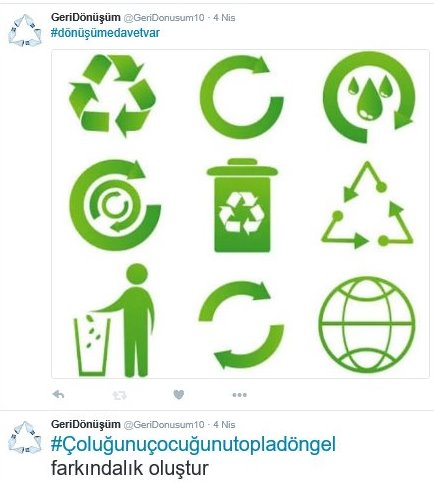 GeriDönüşüm @GeriDonusum10 · 4 Nis
#dönüşümedavetvar
GeriDönüşüm @GeriDonusum10 · 4 Nis
#Çoluğunuçocuğunutopladöngel
farkındalık oluştur